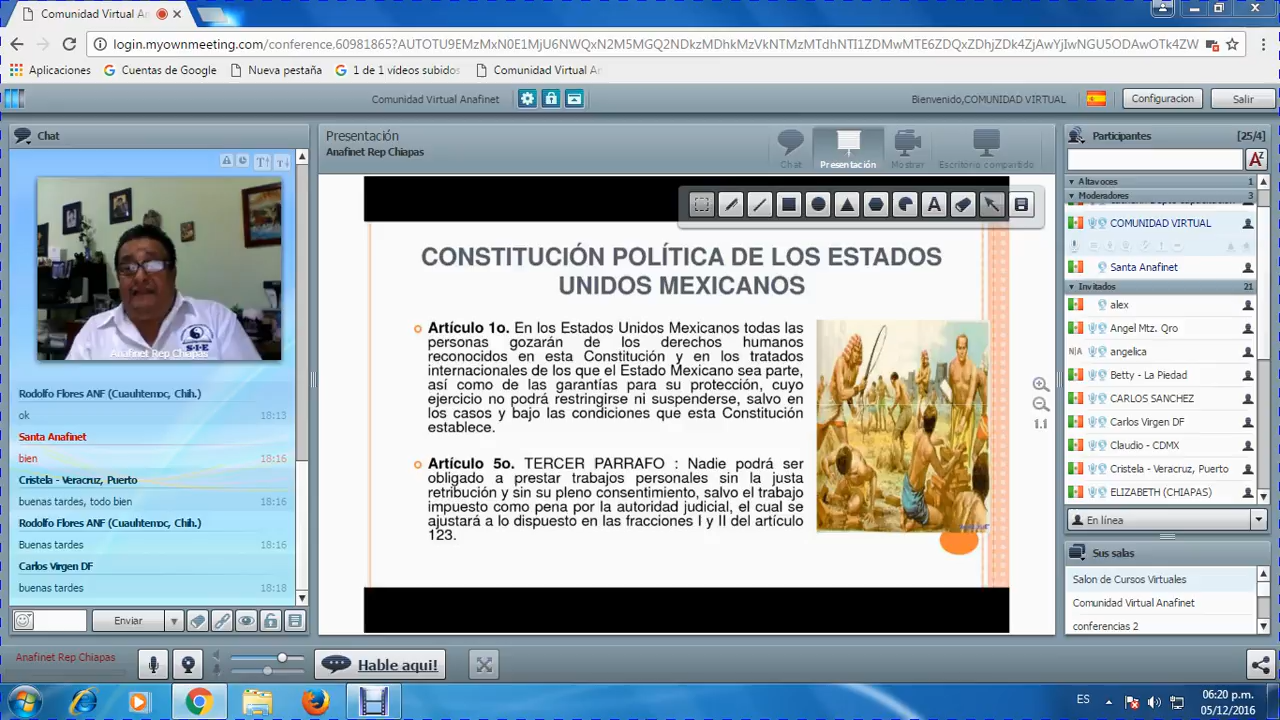 Comunidad Virtual An
login.myownmeeting.com/conference.60981865?AUTOTU9EMzMxN0E1MjU6NWQxN2M5MGQ2NDkzMDhkMzVkNTMzMTdhNTI1ZDMwMTE6ZDQxZDhjZDk4ZjAwYjIwNGU5ODAwOTk4ZW
Aplicaciones
Cuentas de Google
Nueva pestaña
1 de 1 vídeos subidos
Comunidad Virtual An
Comunidad Virtual Anafinet
Bienvenido,COMUNIDAD VIRTUAL
Configuracion
Salir
Chat
Anafinet Rep Chiapas
Rodolfo Flores ANF (Cuauhtemoc, Chih.)
ok 18:13
Santa Anafinet
bien 18:16
Cristela - Veracruz, Puerto
buenas tardes, todo bien 18:16
Rodolfo Flores ANF (Cuauhtemoc, Chih.)
Buenas tardes 18:16
Carlos Virgen DF
buenas tardes 18:18
Enviar
Presentación
Anafinet Rep Chiapas
Chat
Presentación
Mostrar
Escritorio compartido
CONSTITUCIÓN POLÍTICA DE LOS ESTADOS
UNIDOS MEXICANOS
Artículo 1o. En los Estados Unidos Mexicanos todas las
personas gozarán de los derechos humanos
reconocidos en esta Constitución y en los tratados
internacionales de los que el Estado Mexicano sea parte,
así como de las garantías para su protección, cuyo
ejercicio no podrá restringirse ni suspenderse, salvo en
los casos y bajo las condiciones que esta Constitución
establece.
Artículo 5o. TERCER PARRAFO : Nadie podrá ser
obligado a prestar trabajos personales sin la justa
retribución y sin su pleno consentimiento, salvo el trabajo
impuesto como pena por la autoridad judicial, el cual se
ajustará a lo dispuesto en las fracciones I y II del artículo
123.
1.1
Participantes [25/4]
Altavoces 1
Moderadores 3
COMUNIDAD VIRTUAL
Santa Anafinet
Invitados 21
alex
Angel Mtz. Qro
N/A angelica
Betty - La Piedad
CARLOS SANCHEZ
Carlos Virgen DF
Claudio - CDMX
Cristela - Veracruz, Puerto
ELIZABETH (CHIAPAS)
En línea
Sus salas
Salon de Cursos Virtuales
Comunidad Virtual Anafinet
conferencias 2
Anafinet Rep Chiapas
Hable aqui!
ES
06:20 p.m.
05/12/2016